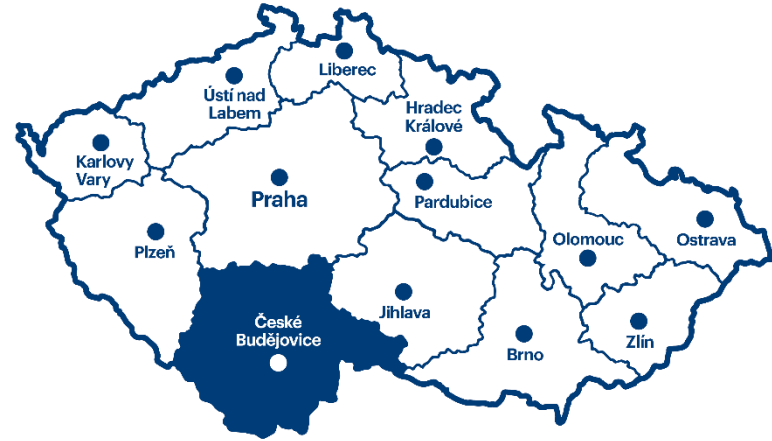 Liberec
Ústí nad
Labem
Hradec
Králové
Karlovy
Vary
Praha
Pardubice
Plzeň
Olomouc
Ostrava
Jihlava
České
Budějovice
Zlín
Brno